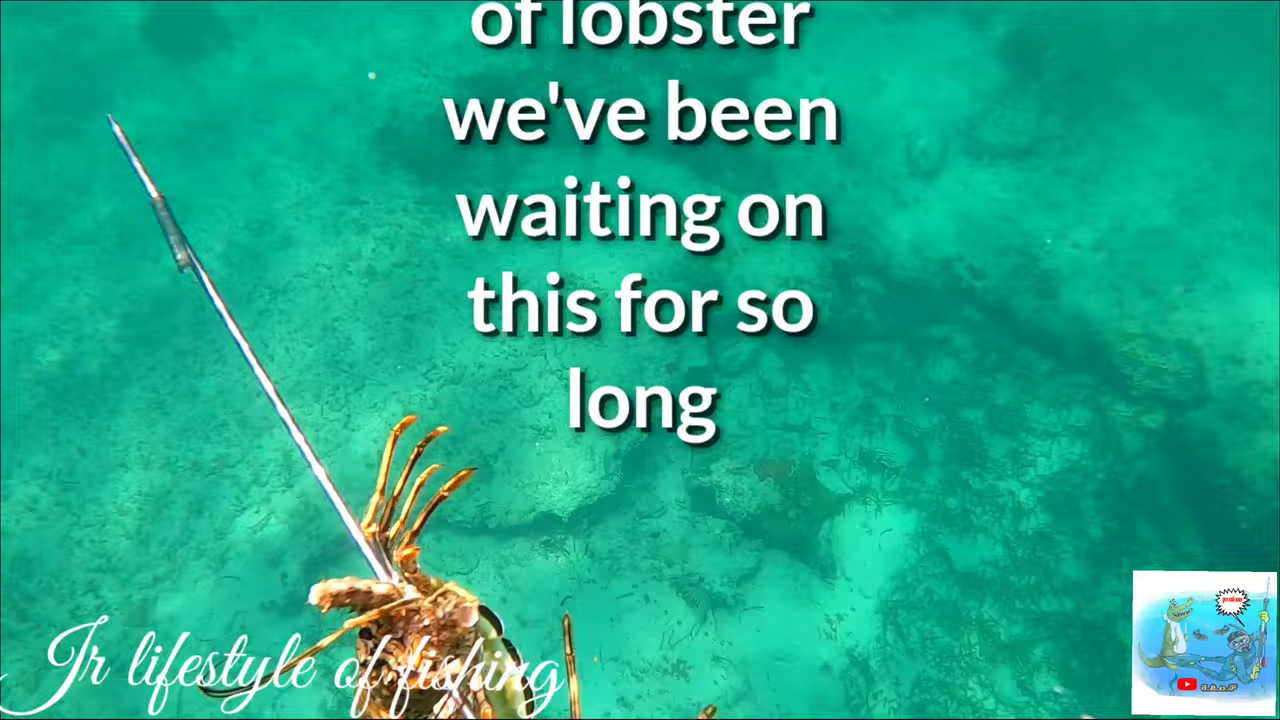 of lobster
we've been
waiting on
this for so
long
Jr lifestyle of fishing